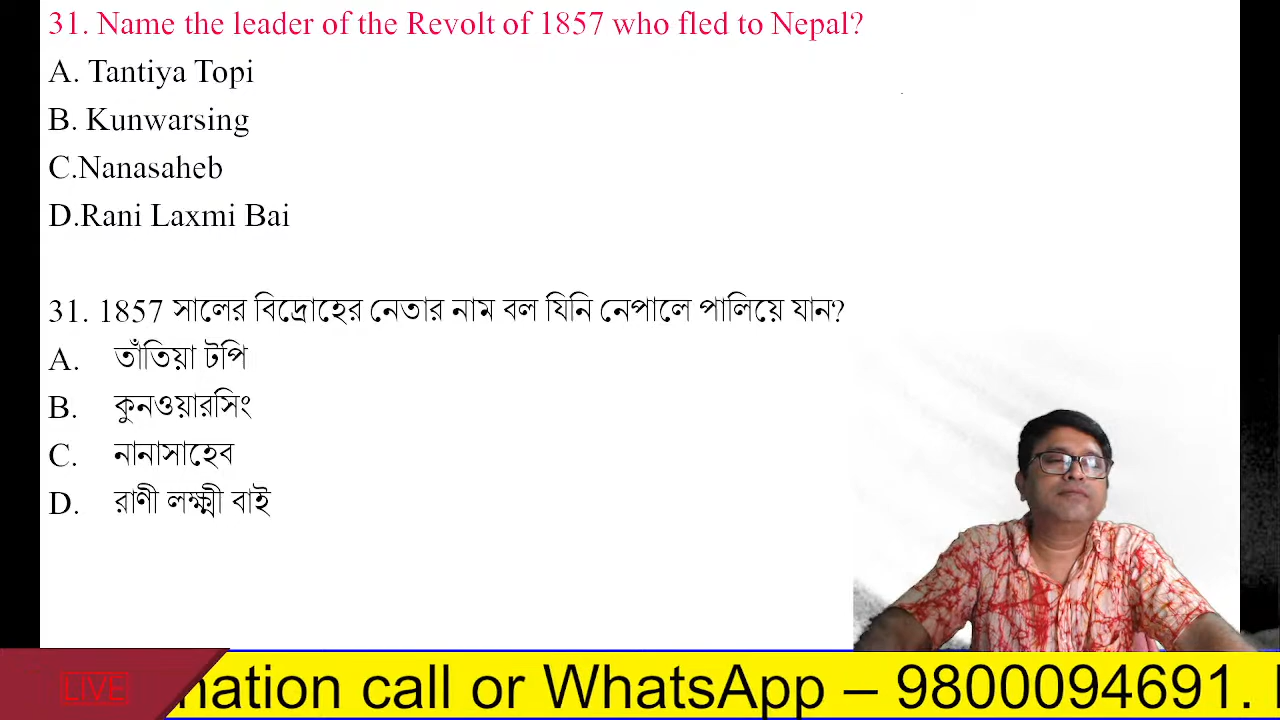 31. Name the leader of the Revolt of 1857 who fled to Nepal?
A. Tantiya Topi
B. Kunwarsing
C.Nanasaheb
D.Rani Laxmi Bai
31. 1857 সালের বিদ্রোহের নেতার নাম বল যিনি নেপালে পালিয়ে যান?
A. তাঁতিয়া টপি
B. কুনওয়ারসিং
C. নানাসাহেব
D. রাণী লক্ষ্মী বাই
LIVE nation call or WhatsApp – 9800094691.